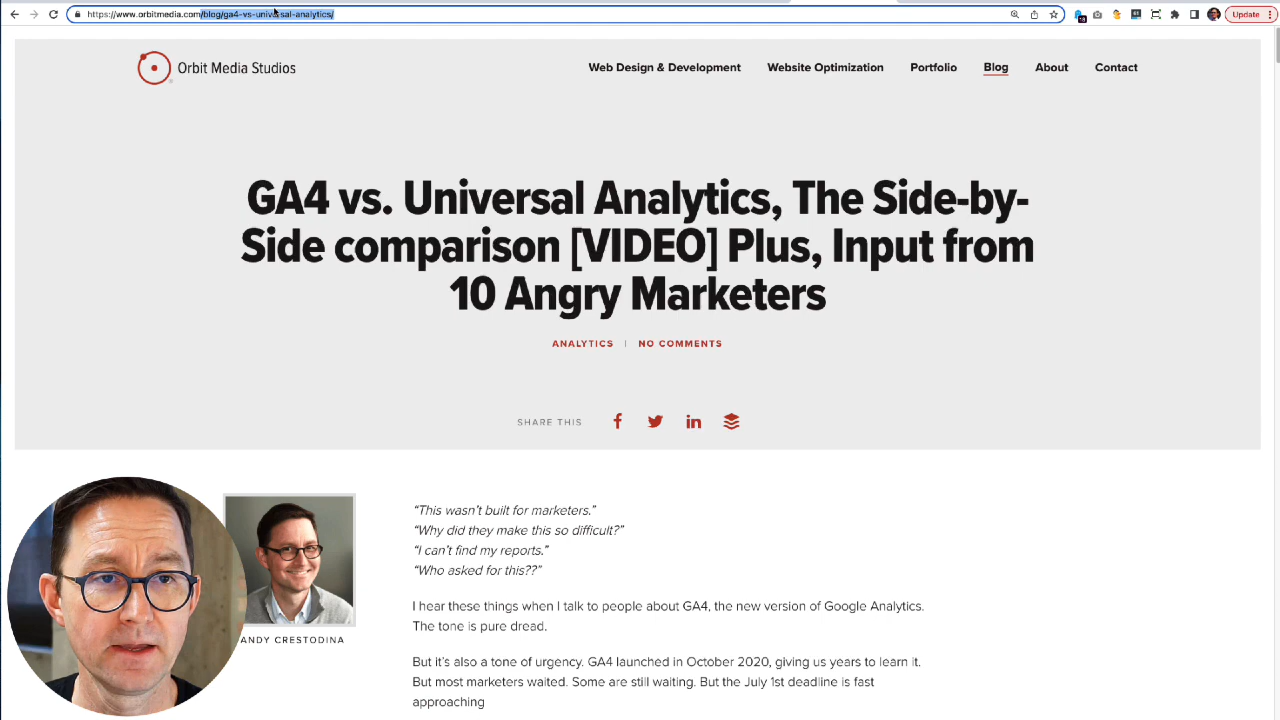 https://www.orbitmedia.com/blog/ga4-vs-universal-analytics/
Update
Orbit Media Studios
Web Design & Development
Website Optimization
Portfolio
Blog
About
Contact
GA4 vs. Universal Analytics, The Side-by-
Side comparison [VIDEO] Plus, Input from
10 Angry Marketers
ANALYTICS | NO COMMENTS
SHARE THIS
“This wasn’t built for marketers.”
“Why did they make this so difficult?”
“I can’t find my reports.”
“Who asked for this??”
I hear these things when I talk to people about GA4, the new version of Google Analytics.
The tone is pure dread.
ANDY CRESTODINA
But it’s also a tone of urgency. GA4 launched in October 2020, giving us years to learn it.
But most marketers waited. Some are still waiting. But the July 1st deadline is fast
approaching